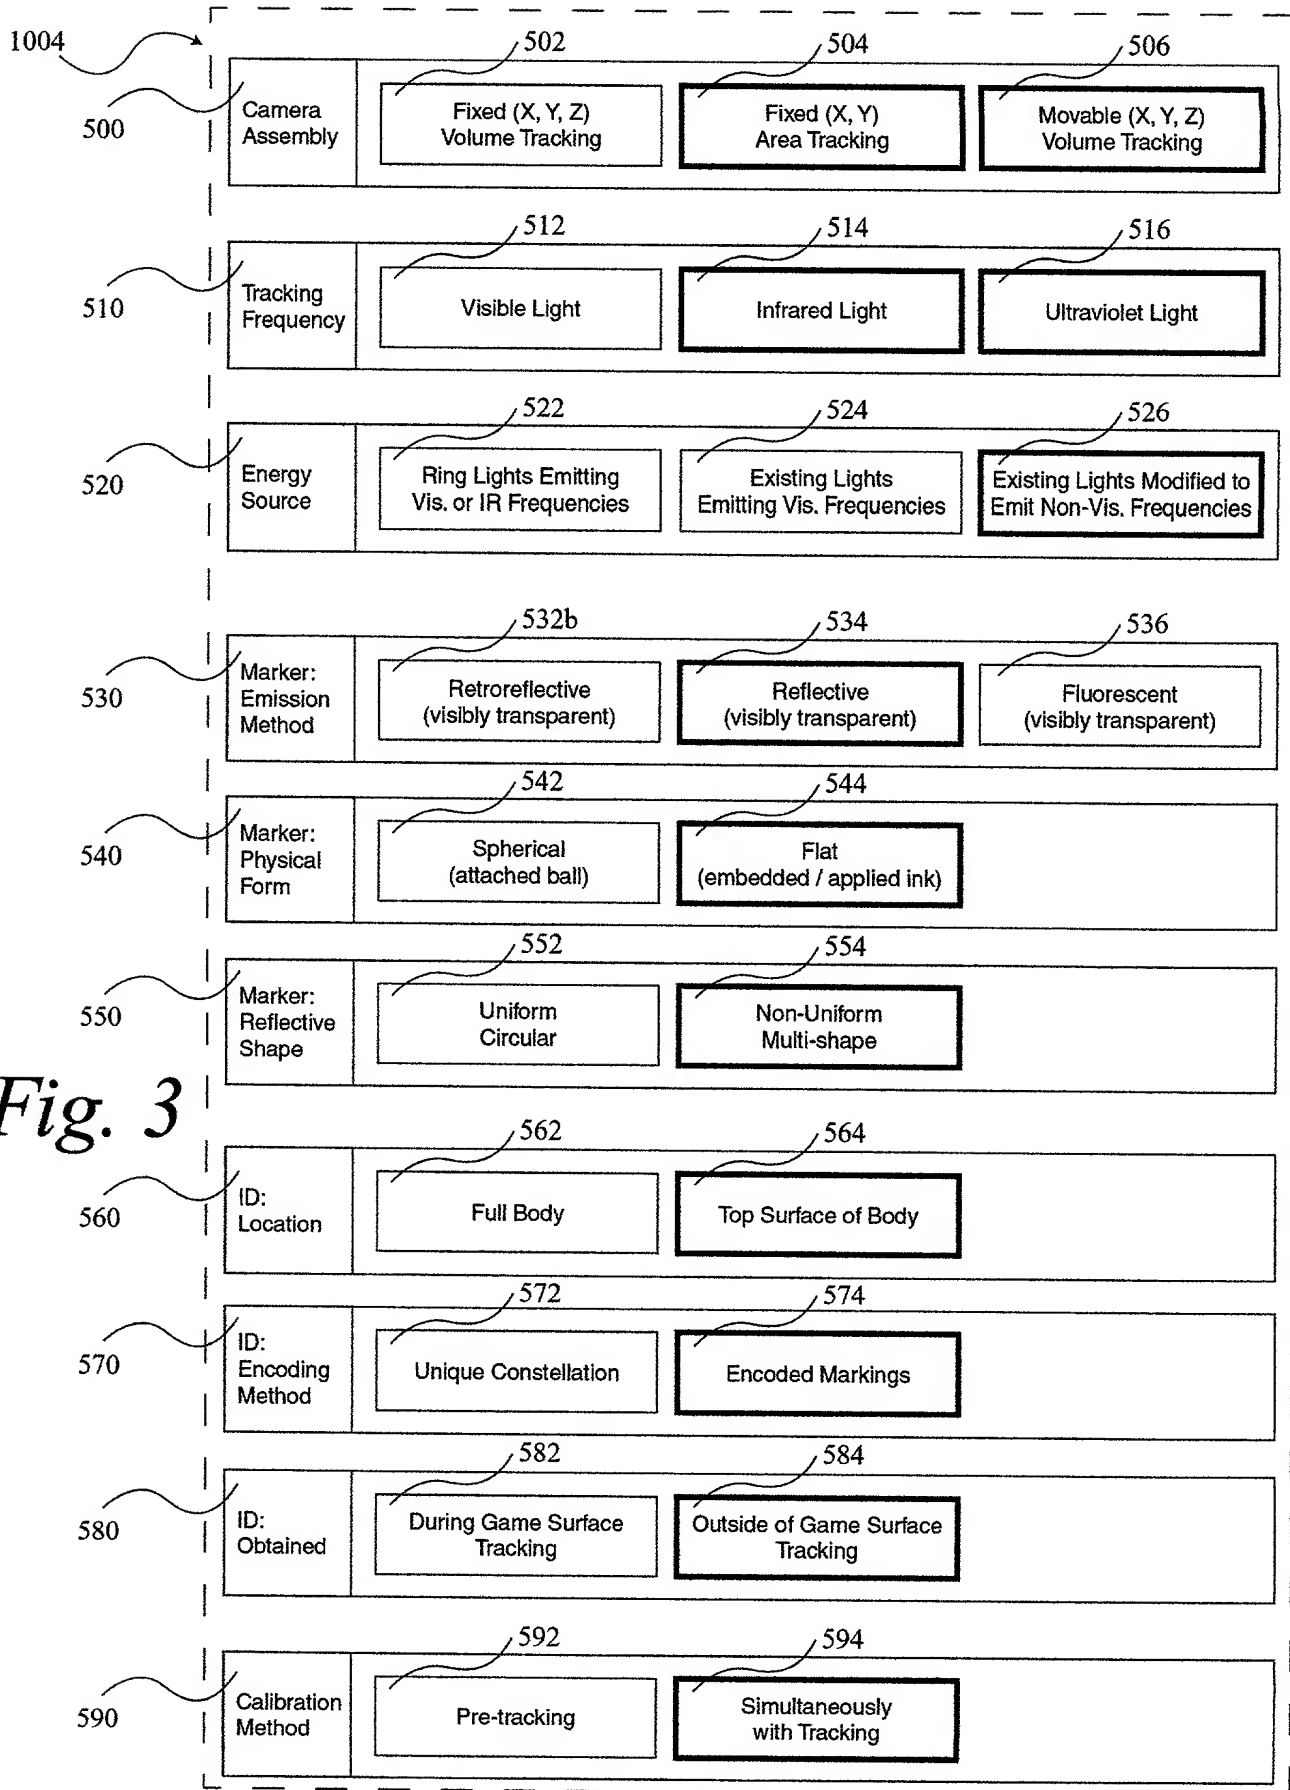 1004
502
504
506
500
Camera
Assembly
Fixed (X, Y, Z)
Volume Tracking
Fixed (X, Y)
Area Tracking
Movable (X, Y, Z)
Volume Tracking
512
514
516
510
Tracking
Frequency
Visible Light
Infrared Light
Ultraviolet Light
522
524
526
520
Energy
Source
Ring Lights Emitting
Vis. or IR Frequencies
Existing Lights
Emitting Vis. Frequencies
Existing Lights Modified to
Emit Non-Vis. Frequencies
532b
534
536
530
Marker:
Emission
Method
Retroreflective
(visibly transparent)
Reflective
(visibly transparent)
Fluorescent
(visibly transparent)
542
544
540
Marker:
Physical
Form
Spherical
(attached ball)
Flat
(embedded / applied ink)
552
554
550
Marker:
Reflective
Shape
Uniform
Circular
Non-Uniform
Multi-shape
Fig. 3
562
564
560
ID:
Location
Full Body
Top Surface of Body
572
574
570
ID:
Encoding
Method
Unique Constellation
Encoded Markings
582
584
580
ID:
Obtained
During Game Surface
Tracking
Outside of Game Surface
Tracking
592
594
590
Calibration
Method
Pre-tracking
Simultaneously
with Tracking